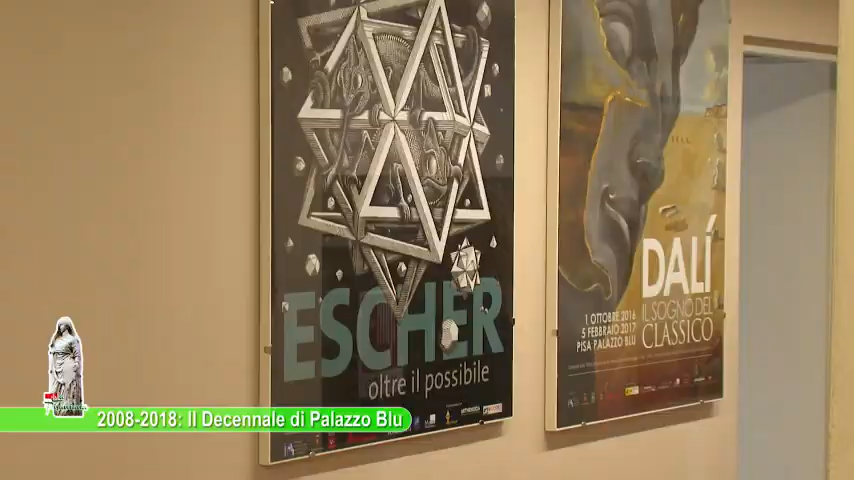 ESCHER
oltre il possibile
DALÍ
IL SOGNO DEL
CLASSICO
1 OTTOBRE 2016
5 FEBBRAIO 2017
PISA PALAZZO BLU
2008-2018: Il Decennale di Palazzo Blu